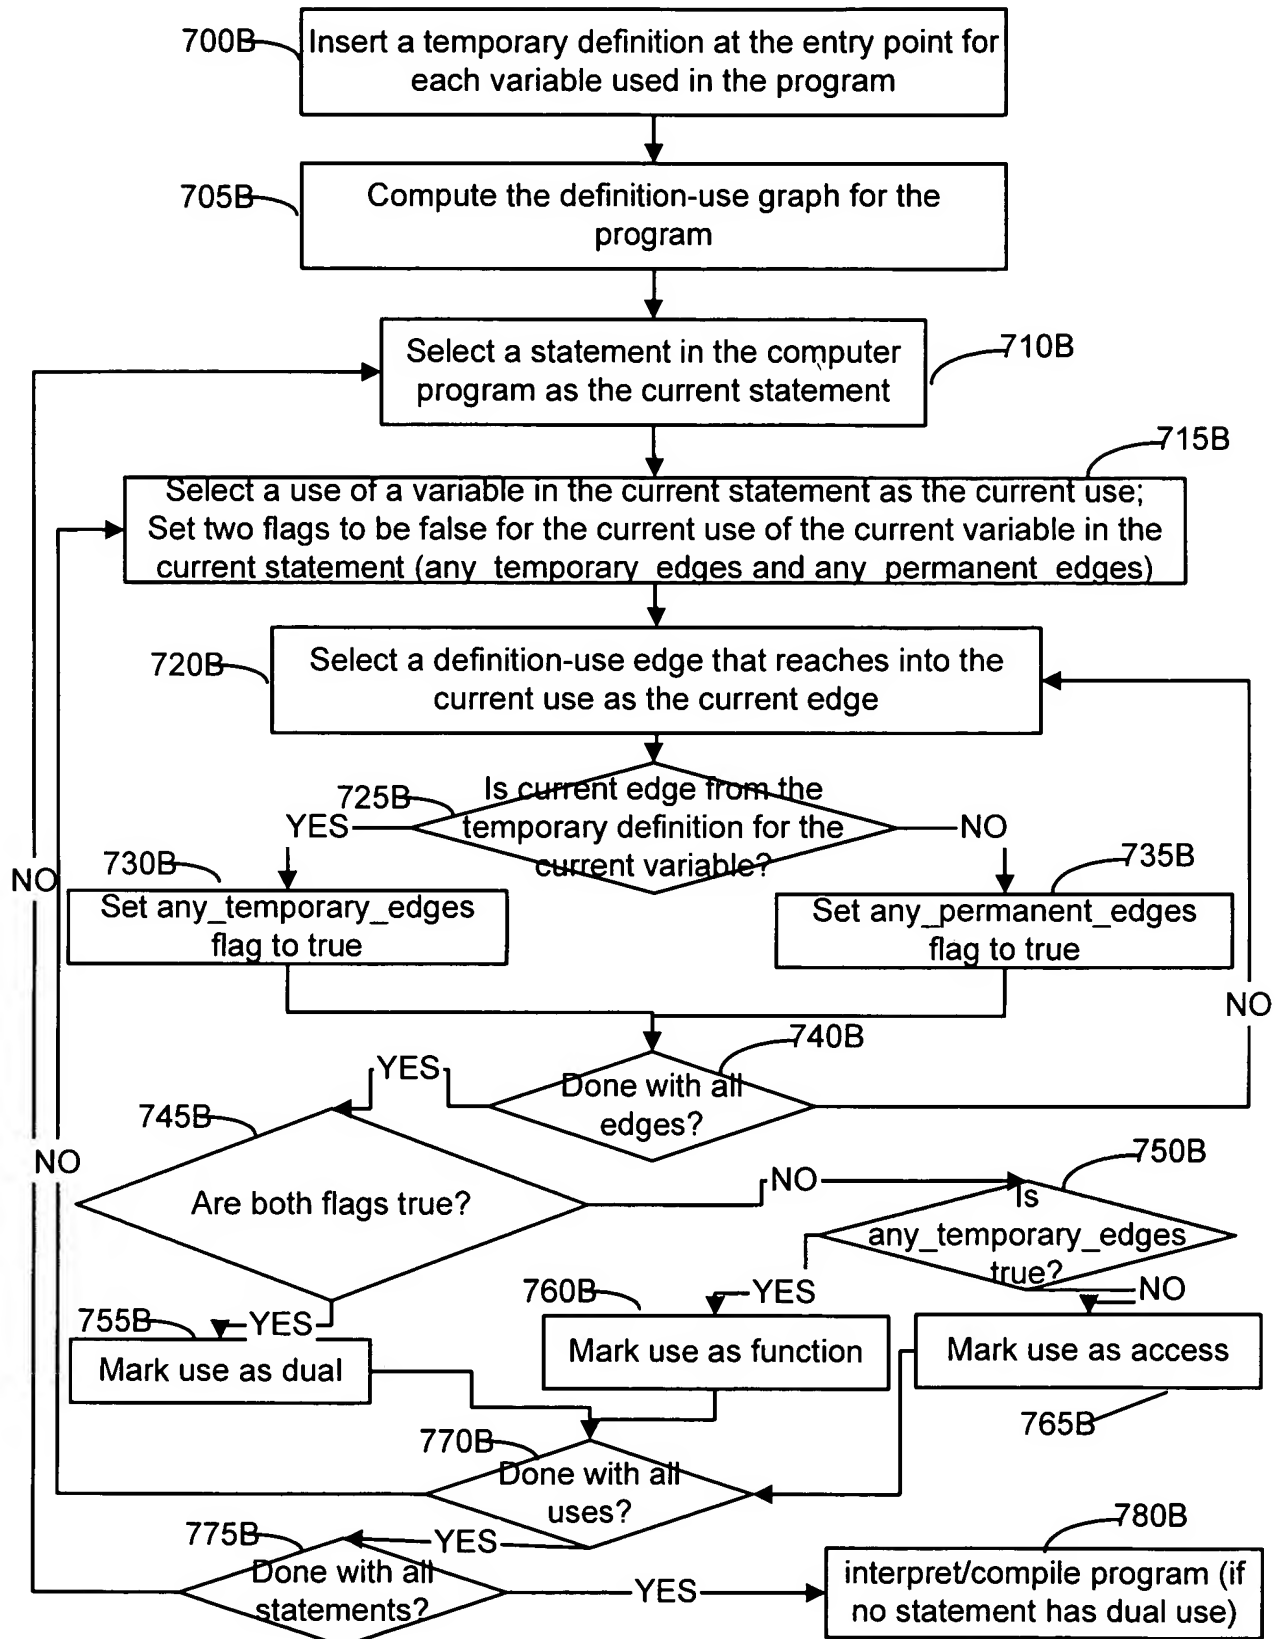 700B
Insert a temporary definition at the entry point for
each variable used in the program
705B
Compute the definition-use graph for the
program
Select a statement in the computer
program as the current statement
710B
715B
Select a use of a variable in the current statement as the current use;
Set two flags to be false for the current use of the current variable in the
current statement (any_temporary_edges and any_permanent_edges)
720B
Select a definition-use edge that reaches into the
current use as the current edge
725B
Is current edge from the
temporary definition for the
current variable?
YES
NO
730B
735B
NO
Set any_temporary_edges
flag to true
Set any_permanent_edges
flag to true
NO
740B
YES
Done with all
edges?
745B
NO
750B
Are both flags true?
NO
Is
any_temporary_edges
true?
755B
YES
760B
YES
NO
Mark use as dual
Mark use as function
Mark use as access
765B
770B
Done with all
uses?
775B
YES
780B
Done with all
statements?
YES
interpret/compile program (if
no statement has dual use)